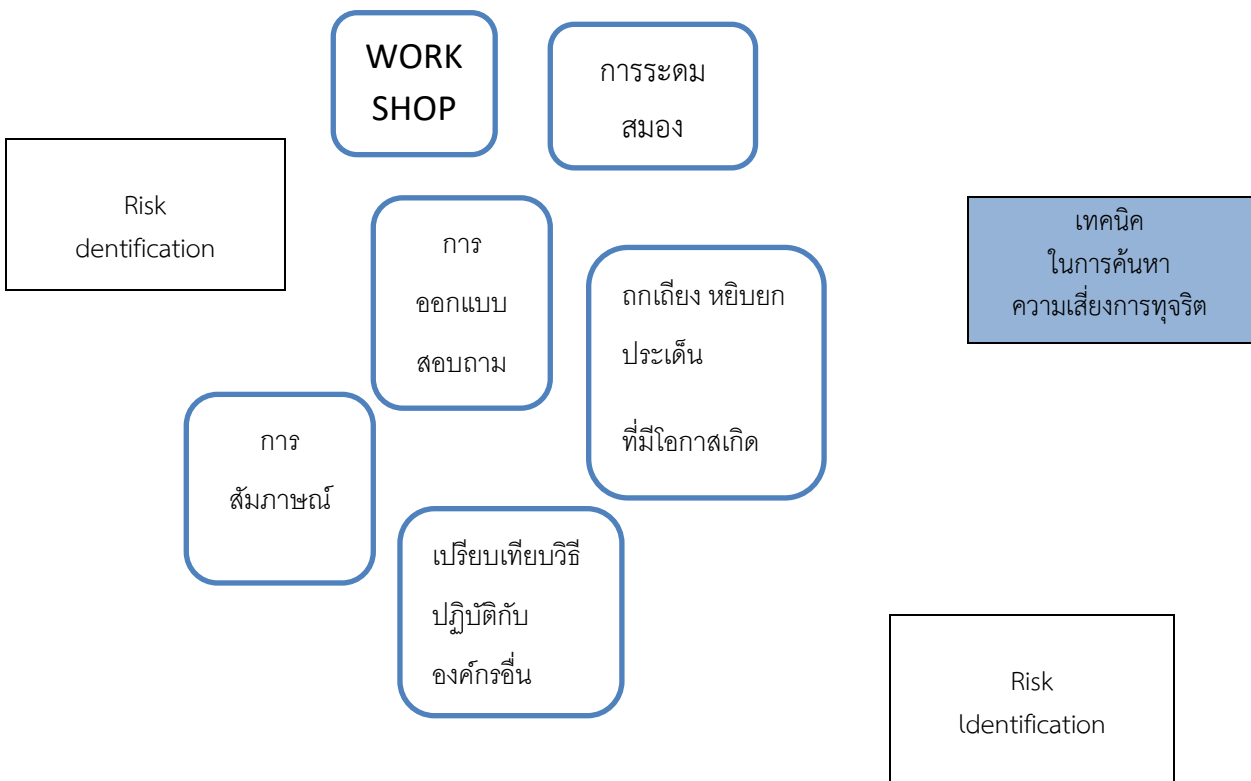 WORK
SHOP
การระดม
สมอง
Risk
dentification
การ
ออกแบบ
สอบถาม
ถกเถียง หยิบยก
ประเด็น
ที่มีโอกาสเกิด
เทคนิค
ในการค้นหา
ความเสี่ยงการทุจริต
การ
สัมภาษณ์
เปรียบเทียบวิธี
ปฏิบัติกับ
องค์กรอื่น
Risk
ldentification